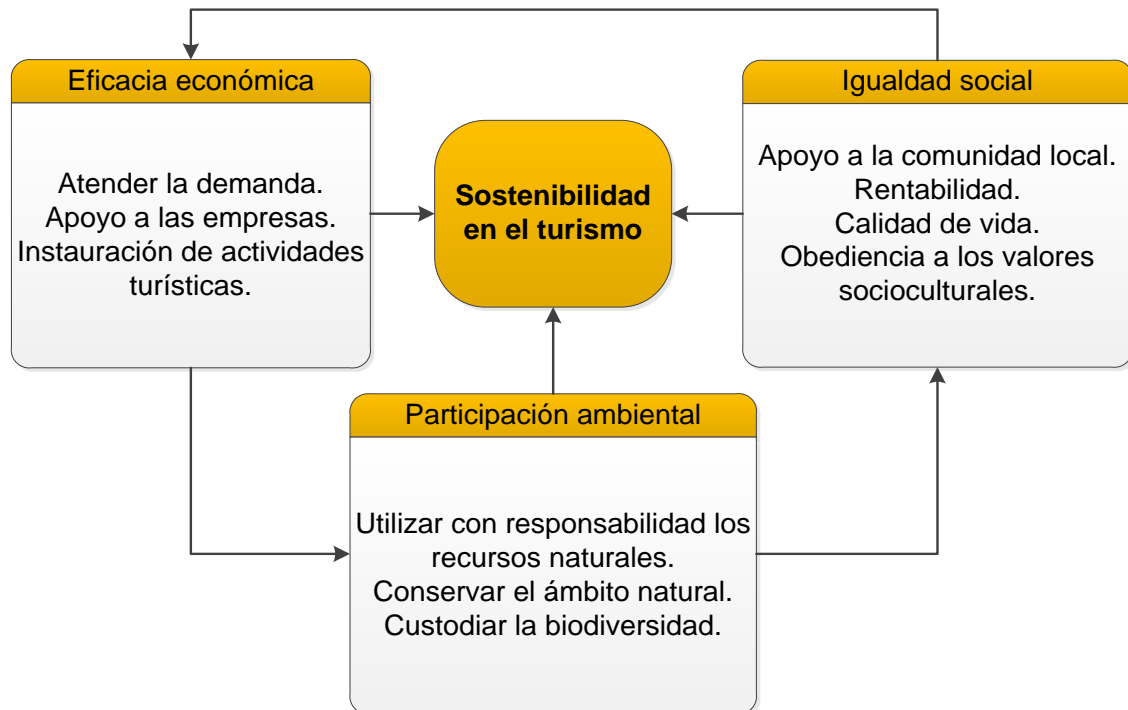 Eficacia económica
Atender la demanda.
Apoyo a las empresas.
Instauración de actividades
turísticas.
Sostenibilidad
en el turismo
Igualdad social
Apoyo a la comunidad local.
Rentabilidad.
Calidad de vida.
Obediencia a los valores
socioculturales.
Participación ambiental
Utilizar con responsabilidad los
recursos naturales.
Conservar el ámbito natural.
Custodiar la biodiversidad.